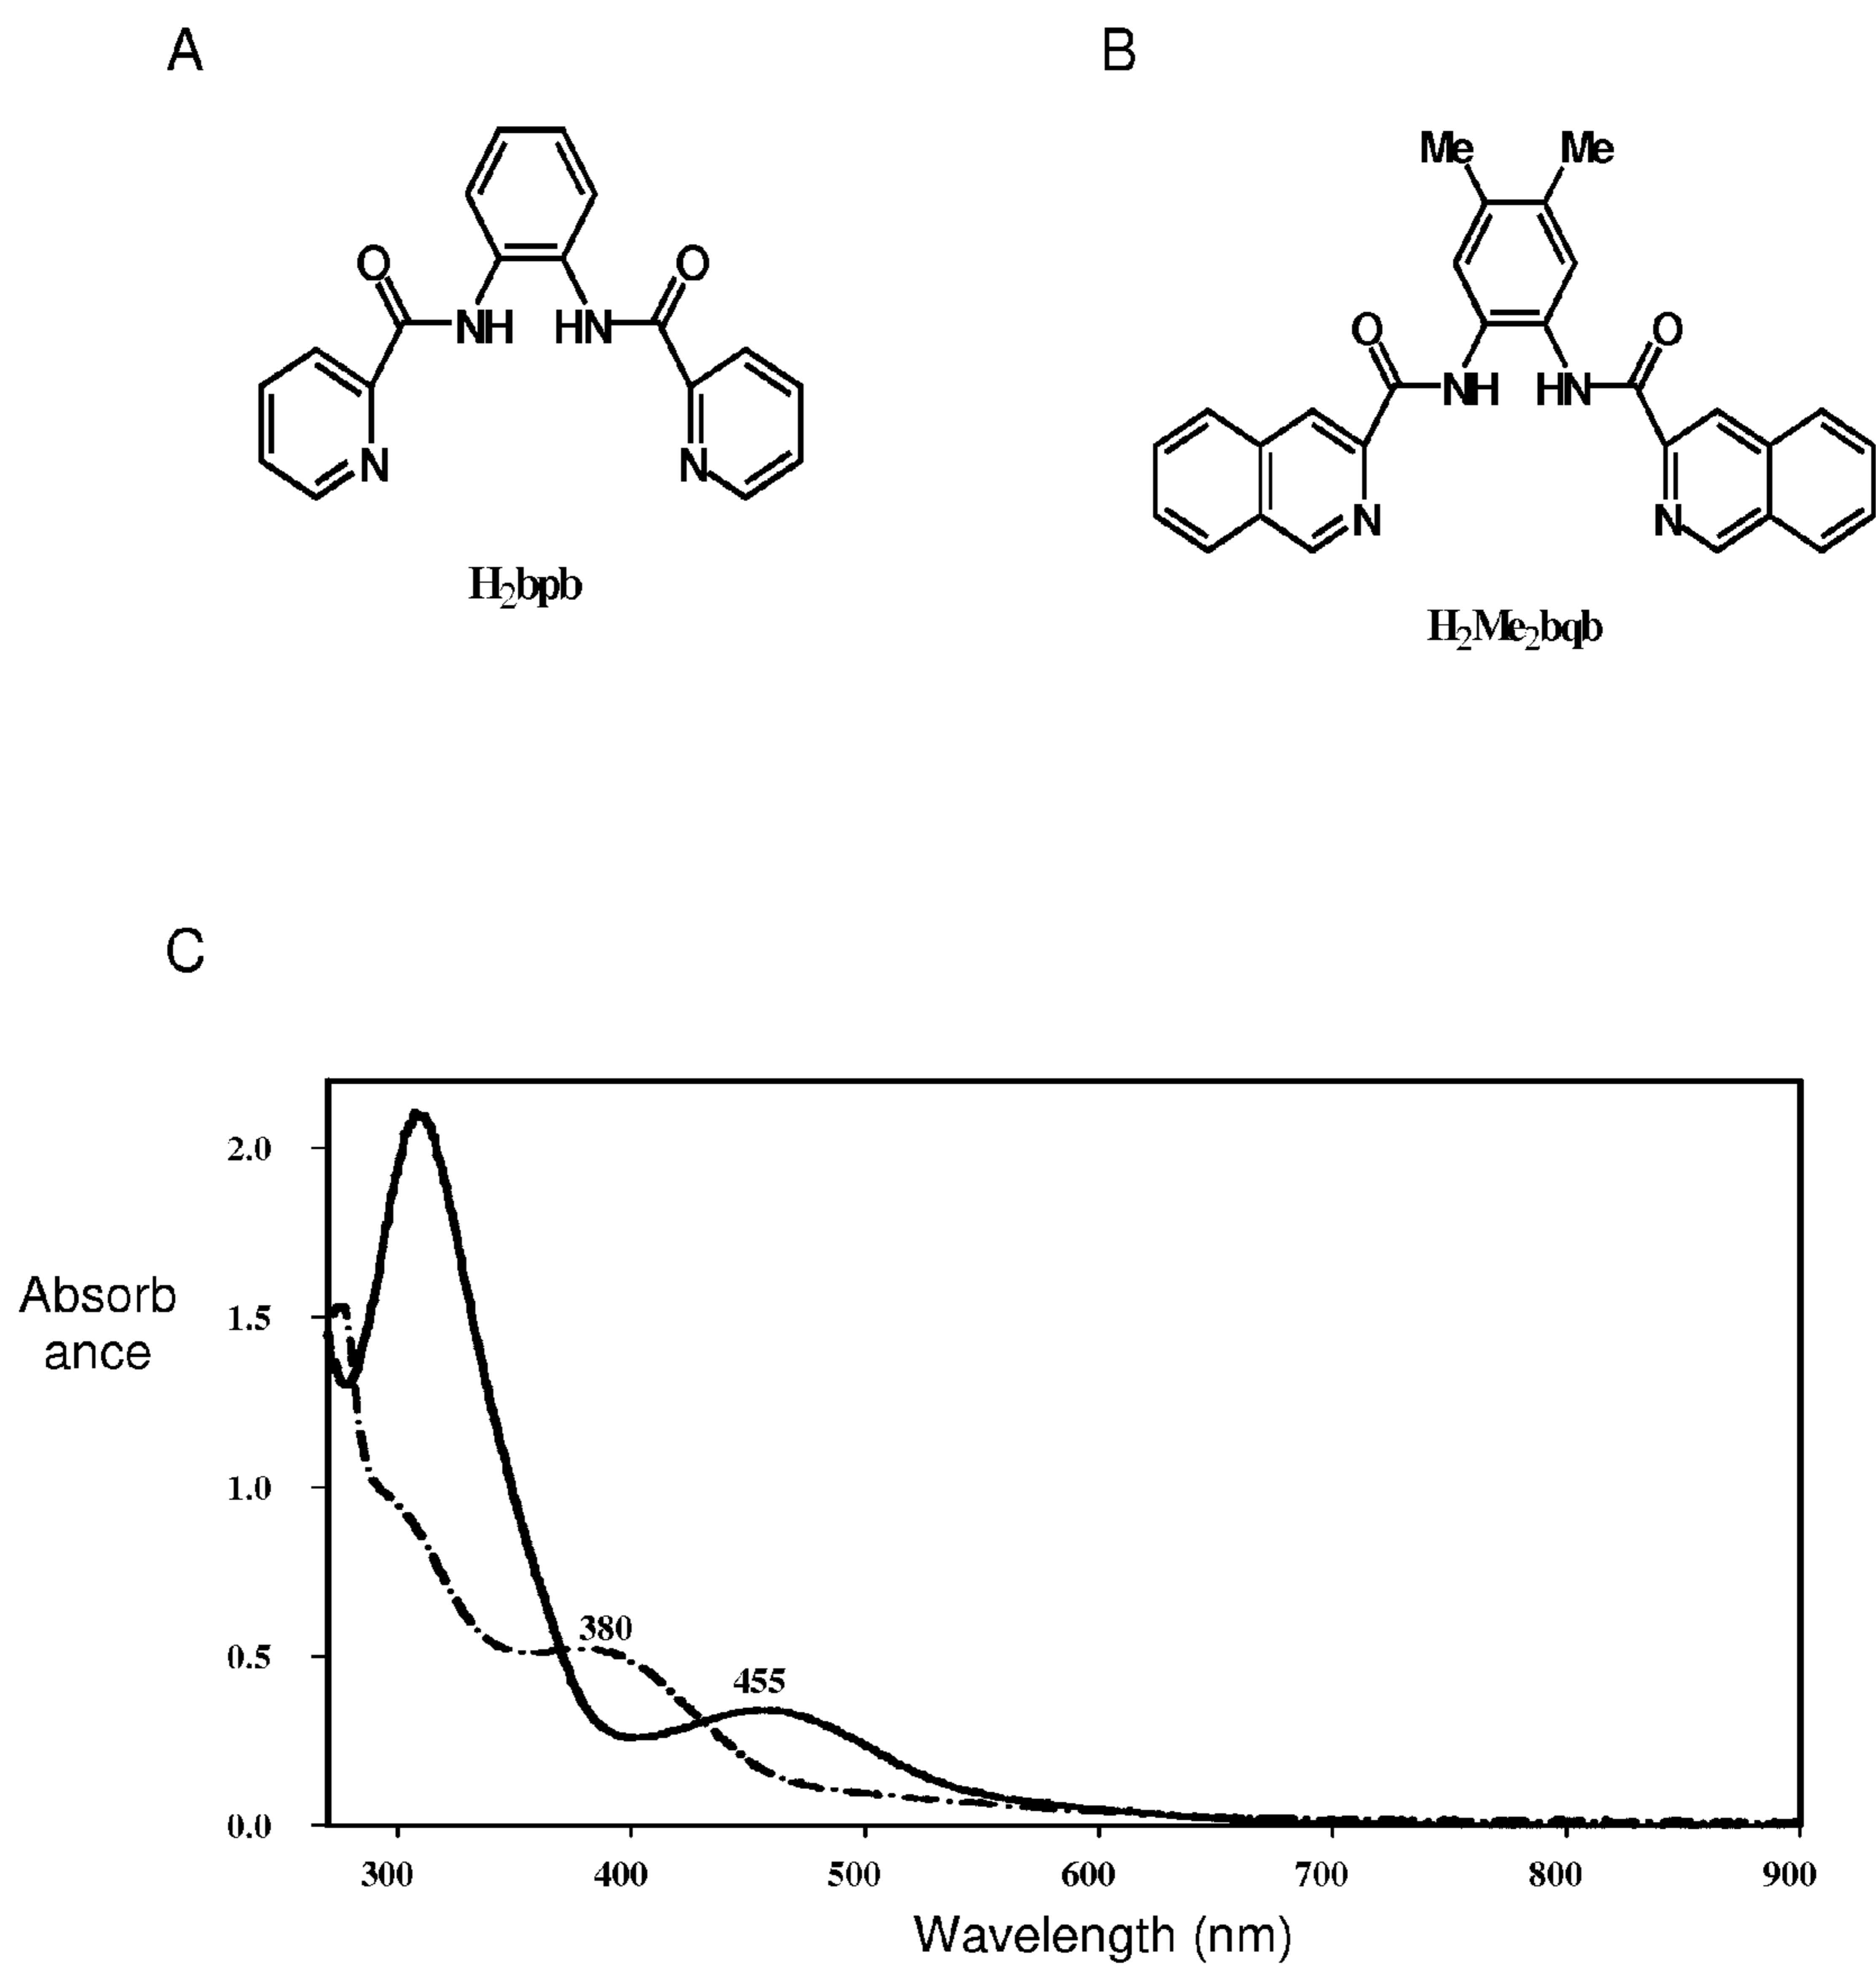 A
B
Me Me
O O
NH HN
N N
H2bpb
O O
NH HN
N N
H2Me2bqb
C
2.0
1.5
1.0
0.5
0.0
Absorb
ance
380
455
300 400 500 600 700 800 900
Wavelength (nm)